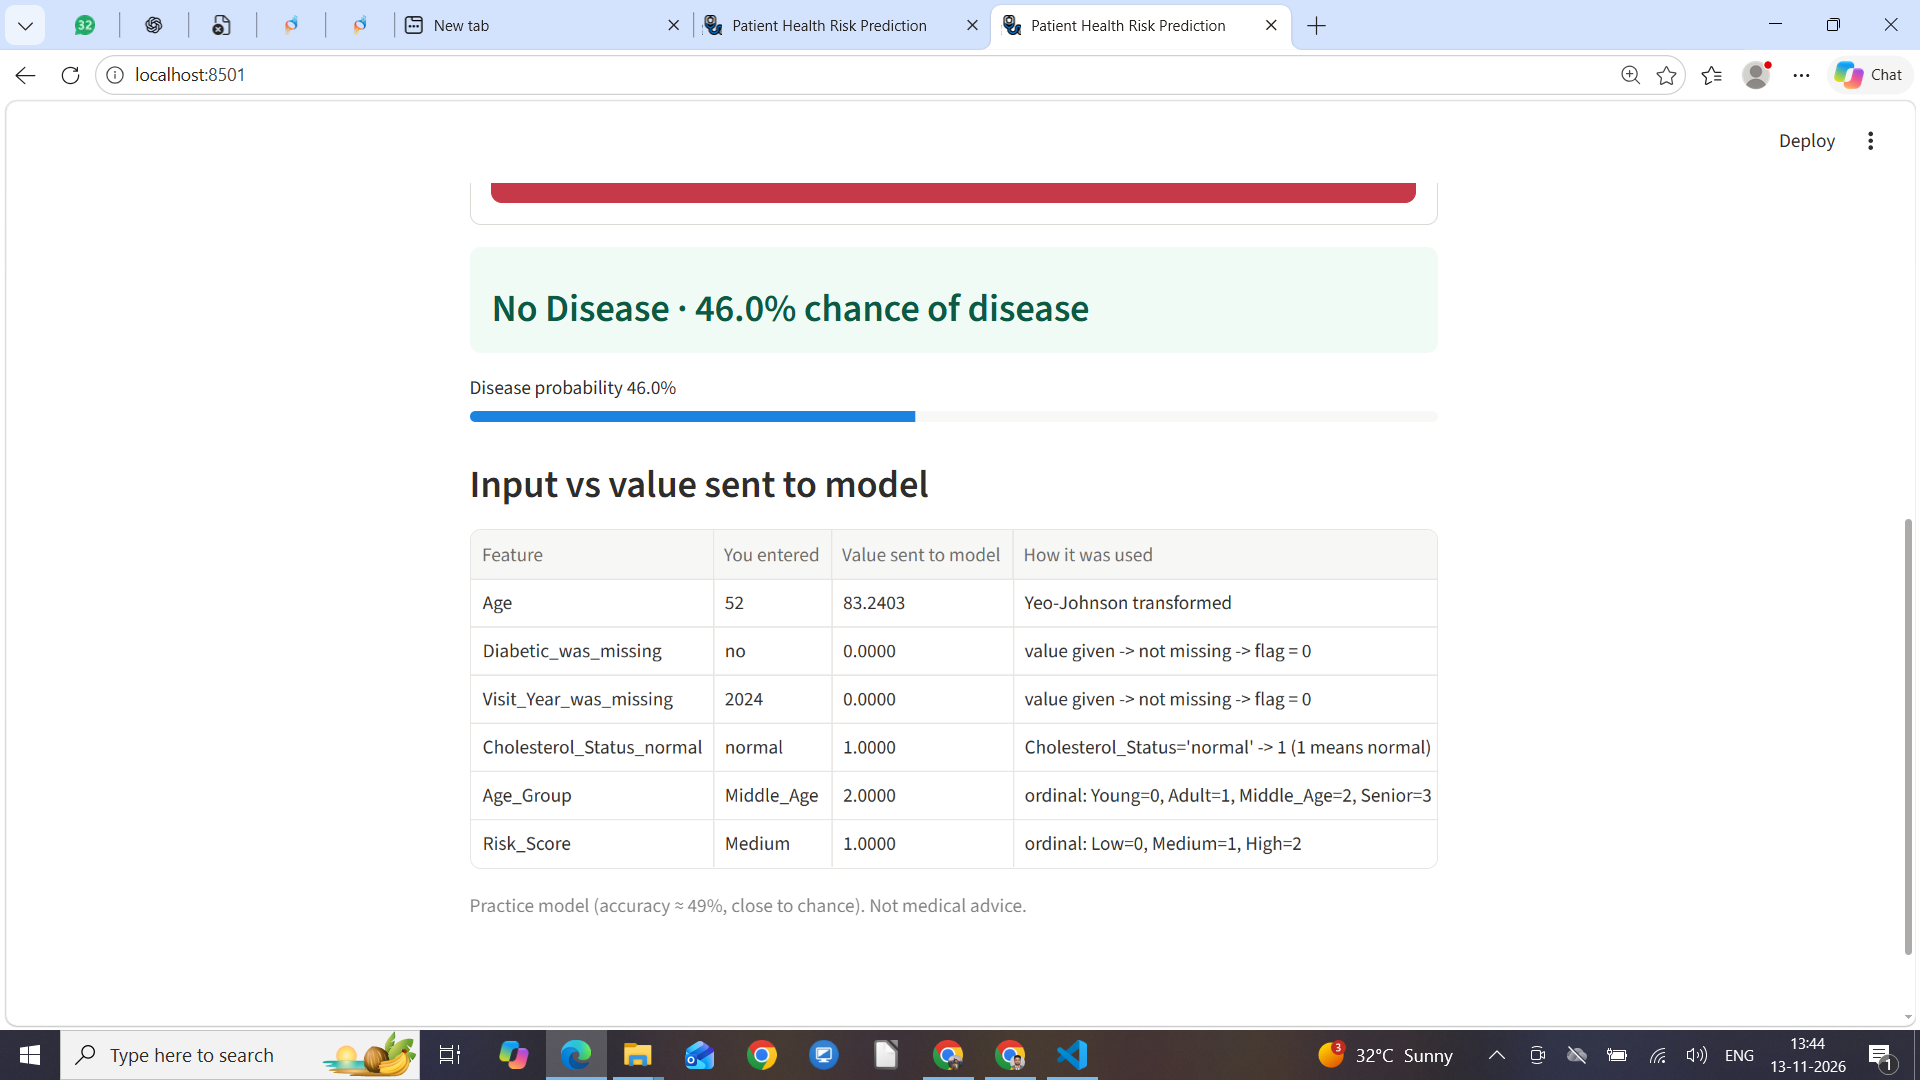 32
New tab
Patient Health Risk Prediction
Patient Health Risk Prediction
localhost:8501
Chat
Deploy
No Disease · 46.0% chance of disease
Disease probability 46.0%
Input vs value sent to model
Feature You entered Value sent to model How it was used
Age 52 83.2403 Yeo-Johnson transformed
Diabetic_was_missing no 0.0000 value given -> not missing -> flag = 0
Visit_Year_was_missing 2024 0.0000 value given -> not missing -> flag = 0
Cholesterol_Status_normal normal 1.0000 Cholesterol_Status='normal' -> 1 (1 means normal)
Age_Group Middle_Age 2.0000 ordinal: Young=0, Adult=1, Middle_Age=2, Senior=3
Risk_Score Medium 1.0000 ordinal: Low=0, Medium=1, High=2
Practice model (accuracy ≈ 49%, close to chance). Not medical advice.
Type here to search
3
32°C Sunny
ENG
13:44
13-11-2026
1